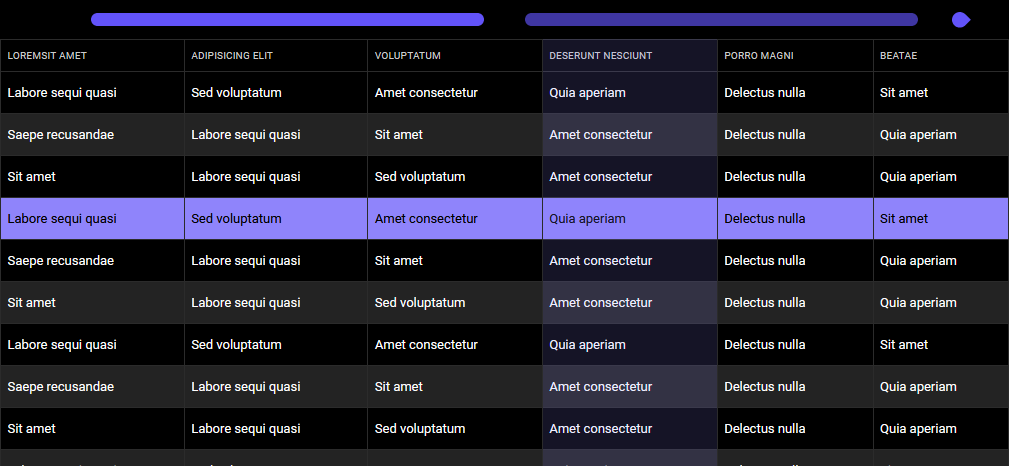 LOREMSIT AMET ADIPISICING ELIT VOLUPTATUM DESERUNT NESCIUNT PORRO MAGNI BEATAE
Labore sequi quasi Sed voluptatum Amet consectetur Quia aperiam Delectus nulla Sit amet
Saepe recusandae Labore sequi quasi Sit amet Amet consectetur Delectus nulla Quia aperiam
Sit amet Labore sequi quasi Sed voluptatum Amet consectetur Delectus nulla Quia aperiam
Labore sequi quasi Sed voluptatum Amet consectetur Quia aperiam Delectus nulla Sit amet
Saepe recusandae Labore sequi quasi Sit amet Amet consectetur Delectus nulla Quia aperiam
Sit amet Labore sequi quasi Sed voluptatum Amet consectetur Delectus nulla Quia aperiam
Labore sequi quasi Sed voluptatum Amet consectetur Quia aperiam Delectus nulla Sit amet
Saepe recusandae Labore sequi quasi Sit amet Amet consectetur Delectus nulla Quia aperiam
Sit amet Labore sequi quasi Sed voluptatum Amet consectetur Delectus nulla Quia aperiam